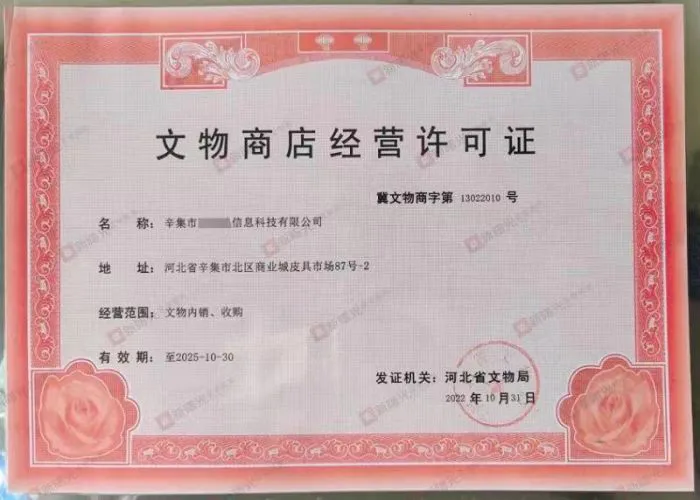 文物商店经营许可证
冀文物商字第 13022010 号
名 称: 辛集市 信息科技有限公司
地 址: 河北省辛集市北区商业城皮具市场87号-2
经营范围: 文物内销、收购
有 效 期: 至2025-10-30
发证机关: 河北省文物局
2022 年 10 月 31 日